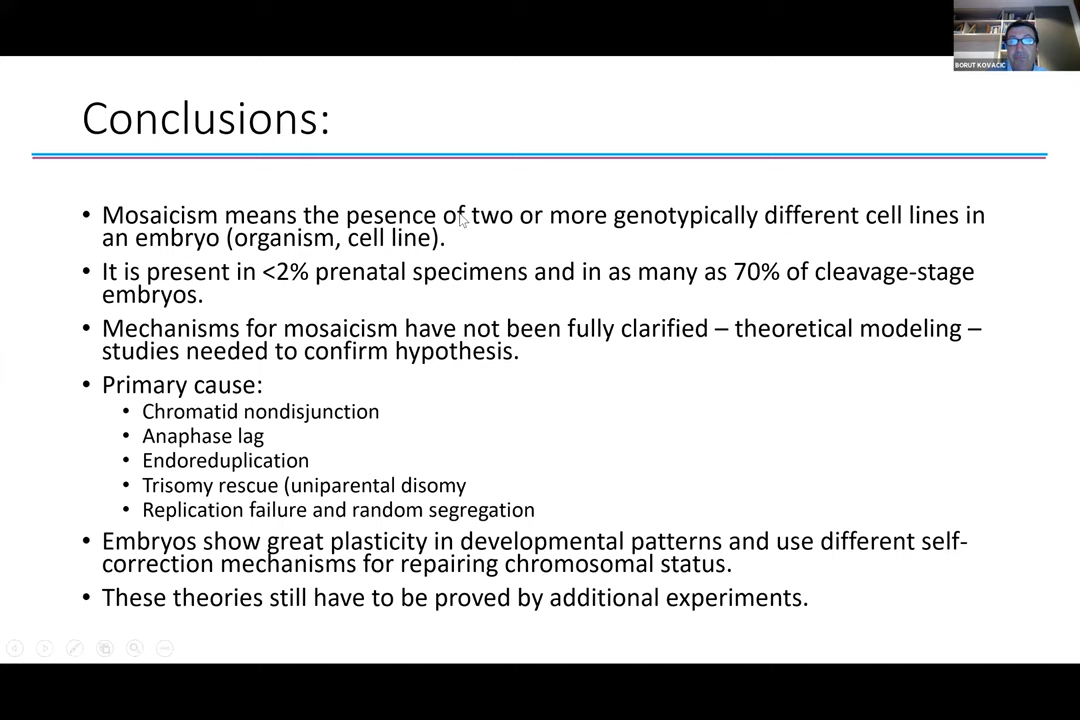 BORUT KOVAČIČ
Conclusions:
• Mosaicism means the pesence of two or more genotypically different cell lines in
an embryo (organism, cell line).
• It is present in <2% prenatal specimens and in as many as 70% of cleavage-stage
embryos.
• Mechanisms for mosaicism have not been fully clarified – theoretical modeling –
studies needed to confirm hypothesis.
• Primary cause:
• Chromatid nondisjunction
• Anaphase lag
• Endoreduplication
• Trisomy rescue (uniparental disomy
• Replication failure and random segregation
• Embryos show great plasticity in developmental patterns and use different self-
correction mechanisms for repairing chromosomal status.
• These theories still have to be proved by additional experiments.